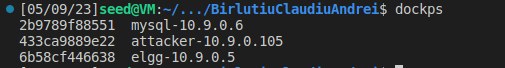 [05/09/23]seed@VM:~/.../BirlutiuClaudiuAndrei$ dockps
2b9789f88551  mysql-10.9.0.6
433ca9889e22  attacker-10.9.0.105
6b58cf446638  elgg-10.9.0.5